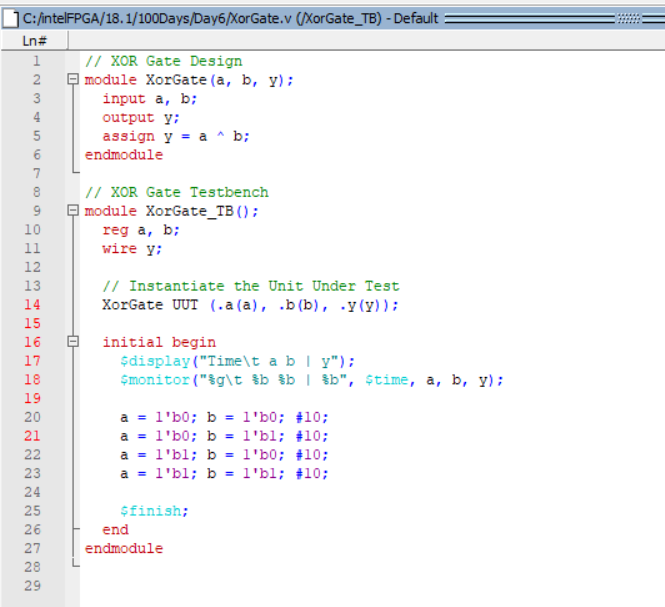 C:/intelFPGA/18.1/100Days/Day6/XorGate.v (/XorGate_TB) - Default
Ln#
1 // XOR Gate Design
2 module XorGate(a, b, y);
3 input a, b;
4 output y;
5 assign y = a ^ b;
6 endmodule
7
8 // XOR Gate Testbench
9 module XorGate_TB();
10 reg a, b;
11 wire y;
12
13 // Instantiate the Unit Under Test
14 XorGate UUT (.a(a), .b(b), .y(y));
15
16 initial begin
17 $display("Time\t a b | y");
18 $monitor("%g\t %b %b | %b", $time, a, b, y);
19
20 a = 1'b0; b = 1'b0; #10;
21 a = 1'b0; b = 1'b1; #10;
22 a = 1'b1; b = 1'b0; #10;
23 a = 1'b1; b = 1'b1; #10;
24
25 $finish;
26 end
27 endmodule
28
29